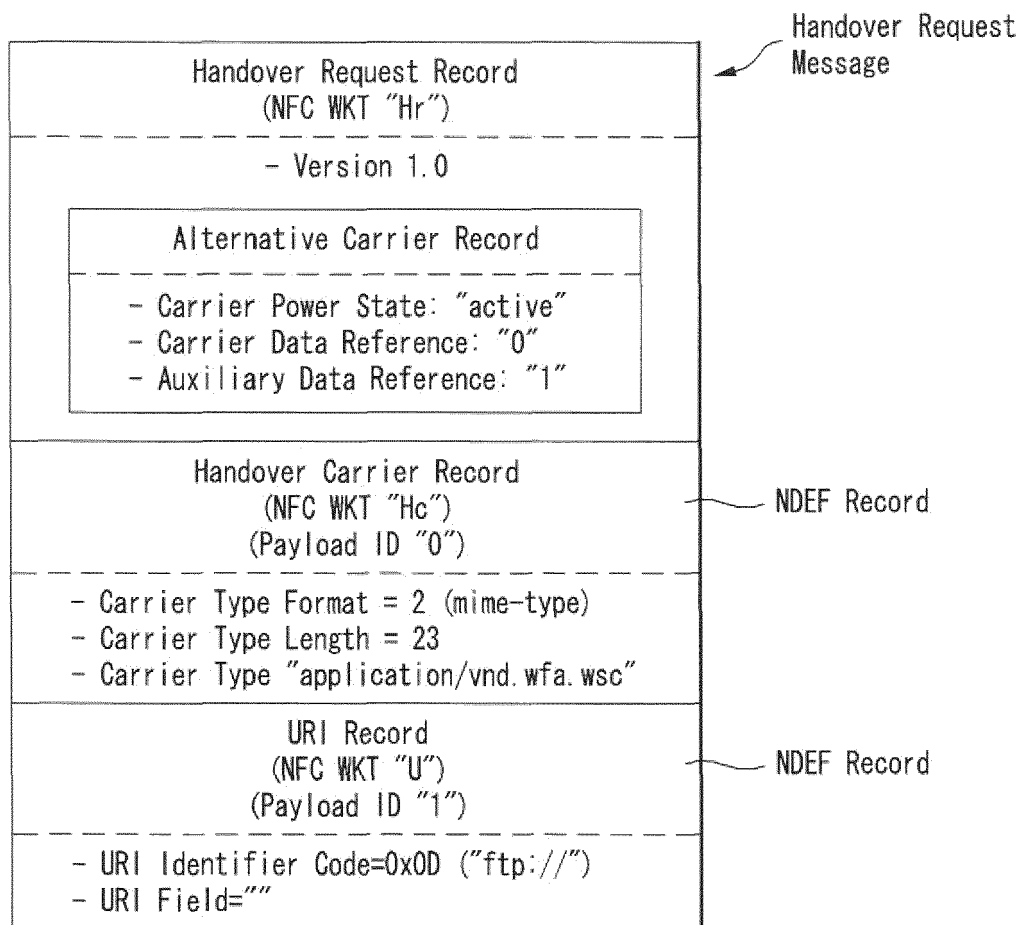 Handover Request
Message
Handover Request Record
(NFC WKT "Hr")
- Version 1.0
Alternative Carrier Record
- Carrier Power State: "active"
- Carrier Data Reference: "0"
- Auxiliary Data Reference: "1"
Handover Carrier Record
(NFC WKT "Hc")
(Payload ID "0")
NDEF Record
- Carrier Type Format = 2 (mime-type)
- Carrier Type Length = 23
- Carrier Type "application/vnd.wfa.wsc"
URI Record
(NFC WKT "U")
(Payload ID "1")
NDEF Record
- URI Identifier Code=0x0D ("ftp://")
- URI Field=""